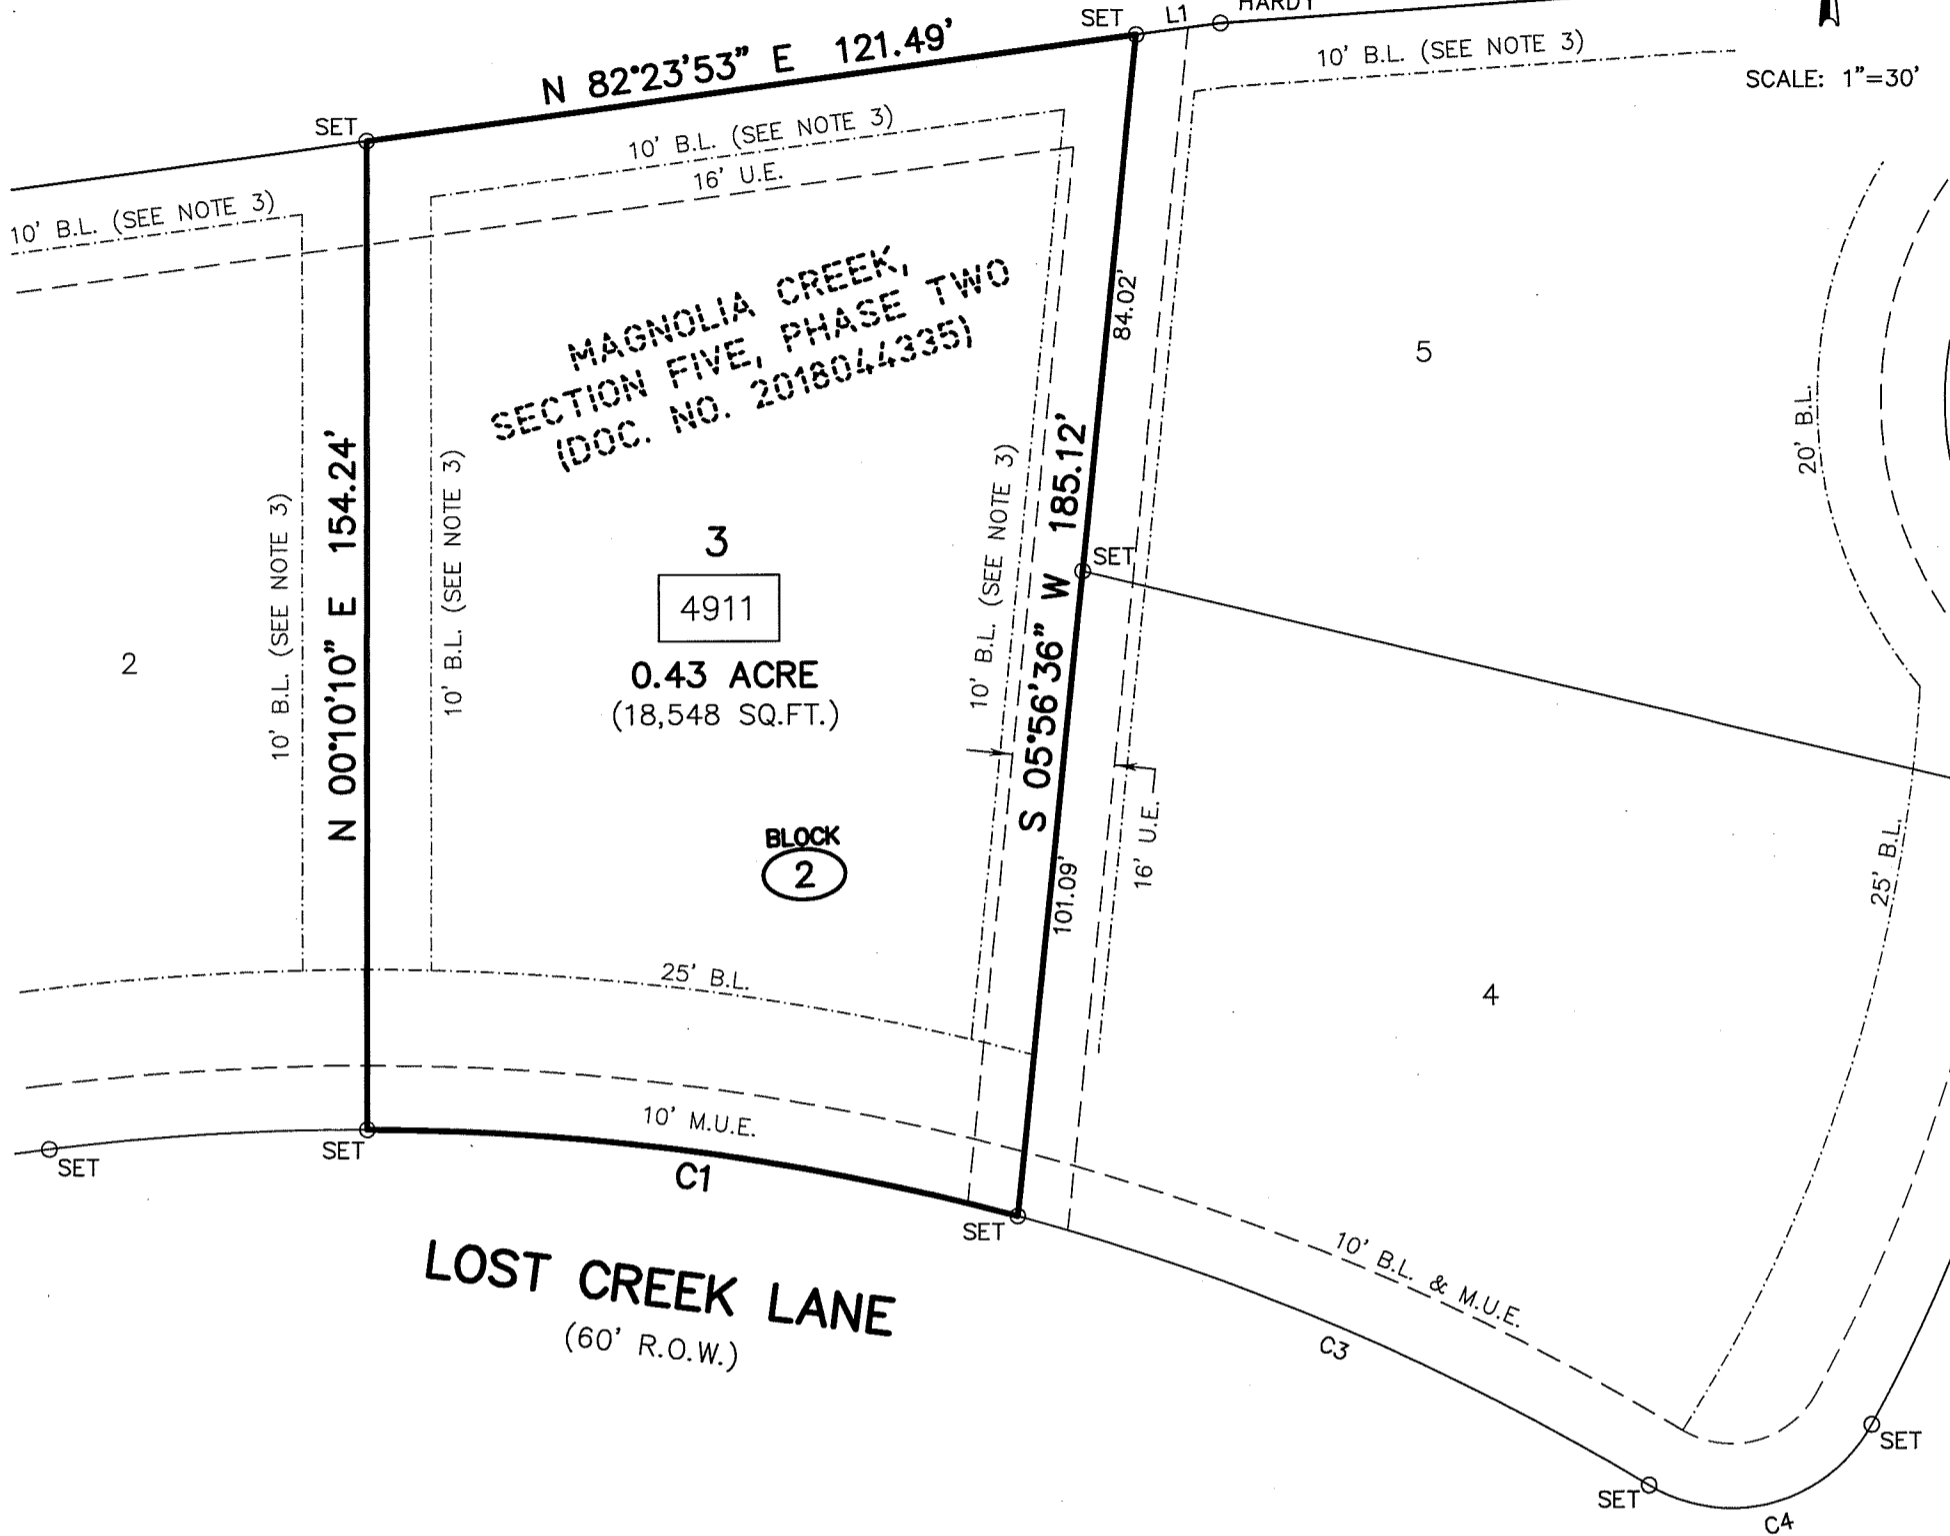 SET
L1
HARDY
N 82°23'53" E 121.49'
10' B.L. (SEE NOTE 3)
SCALE: 1"=30'
SET
10' B.L. (SEE NOTE 3)
16' U.E.
10' B.L. (SEE NOTE 3)
MAGNOLIA CREEK,
SECTION FIVE, PHASE TWO
(DOC. NO. 2018044335)
84.02'
5
20' B.L.
N 00°10'10" E 154.24'
10' B.L. (SEE NOTE 3)
10' B.L. (SEE NOTE 3)
10' B.L. (SEE NOTE 3)
S 05°56'36" W 185.12'
SET
2
3
4911
0.43 ACRE
(18,548 SQ.FT.)
BLOCK
2
101.09'
16' U.E.
25' B.L.
25' B.L.
4
10' M.U.E.
SET
SET
C1
SET
LOST CREEK LANE
(60' R.O.W.)
10' B.L. & M.U.E.
C3
SET
SET
C4